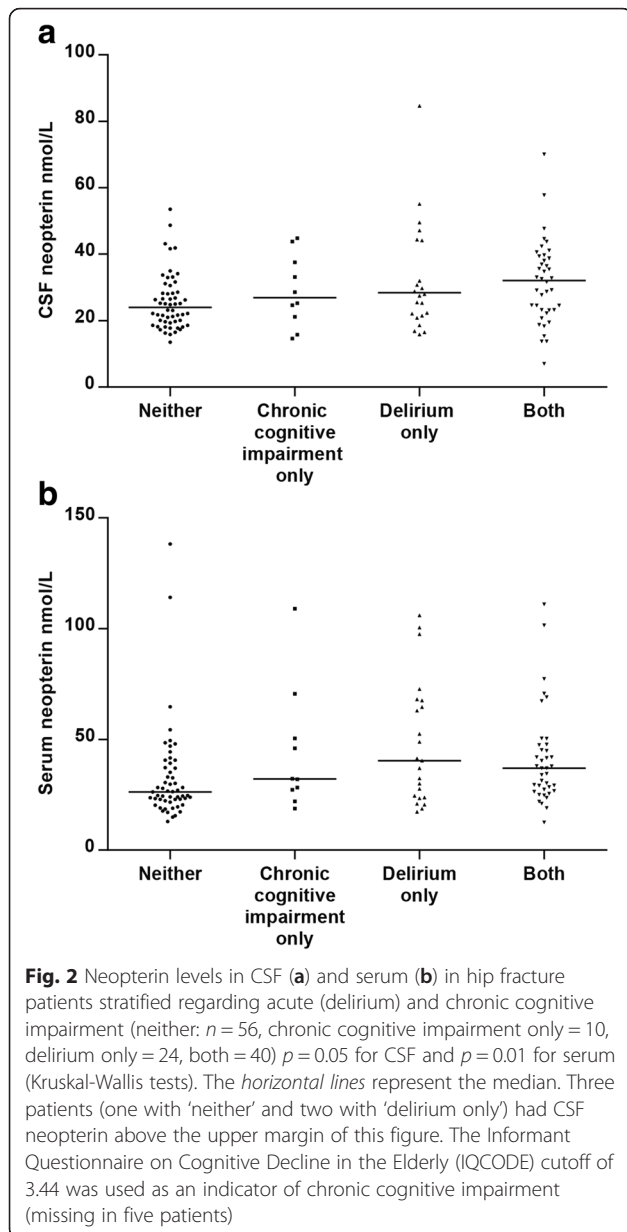 a
100
80
60
40
20
0
CSF neopterin nmol/L
Neither
Chronic
cognitive
impairment
only
Delirium
only
Both
b
150
100
50
0
Serum neopterin nmol/L
Neither
Chronic
cognitive
impairment
only
Delirium
only
Both
Fig. 2 Neopterin levels in CSF (a) and serum (b) in hip fracture
patients stratified regarding acute (delirium) and chronic cognitive
impairment (neither: n = 56, chronic cognitive impairment only = 10,
delirium only = 24, both = 40) p = 0.05 for CSF and p = 0.01 for serum
(Kruskal-Wallis tests). The horizontal lines represent the median. Three
patients (one with ‘neither’ and two with ‘delirium only’) had CSF
neopterin above the upper margin of this figure. The Informant
Questionnaire on Cognitive Decline in the Elderly (IQCODE) cutoff of
3.44 was used as an indicator of chronic cognitive impairment
(missing in five patients)